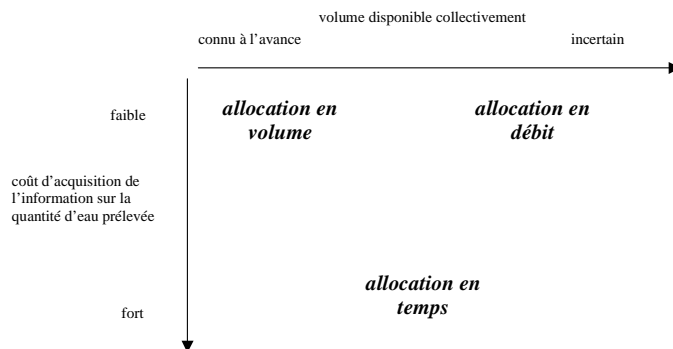 volume disponible collectivement
connu à l’avance
incertain
faible
allocation en
volume
allocation en
débit
coût d’acquisition de
l’information sur la
quantité d’eau prélevée
allocation en
temps
fort